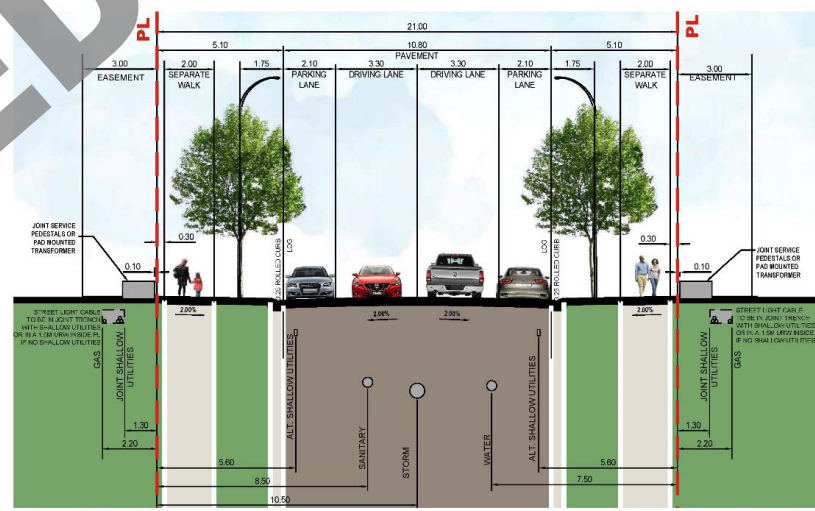 ED
PL
PL
21.00
5.10
10.80
5.10
PAVEMENT
3.00
2.00
1.75
2.10
3.30
3.30
2.10
1.75
2.00
3.00
EASEMENT
SEPARATE
WALK
PARKING
LANE
DRIVING LANE
DRIVING LANE
PARKING
LANE
SEPARATE
WALK
EASEMENT
JOINT SERVICE
PEDESTALS OR
PAD MOUNTED
TRANSFORMER
0.30
0.10
LOG
ROLLED CURB
LOG
0.25 ROLLED CURB
0.30
0.10
JOINT SERVICE
PEDESTALS OR
PAD MOUNTED
TRANSFORMER
2.00%
2.00%
2.00%
2.00%
STREET LIGHT CABLE
TO BE IN JOINT TRENCH
WITH SHALLOW UTILITIES
OR IN A 1.5M URW INSIDE PL
IF NO SHALLOW UTILITIES
STREET LIGHT CABLE
TO BE IN JOINT TRENCH
WITH SHALLOW UTILITIES
OR IN A 1.5M URW INSIDE PL
IF NO SHALLOW UTILITIES
GAS
JOINT SHALLOW
UTILITIES
ALT. SHALLOW UTILITIES
SANITARY
STORM
WATER
ALT. SHALLOW UTILITIES
JOINT SHALLOW
UTILITIES
GAS
1.30
2.20
5.60
8.50
10.50
1.30
2.20
5.60
7.50